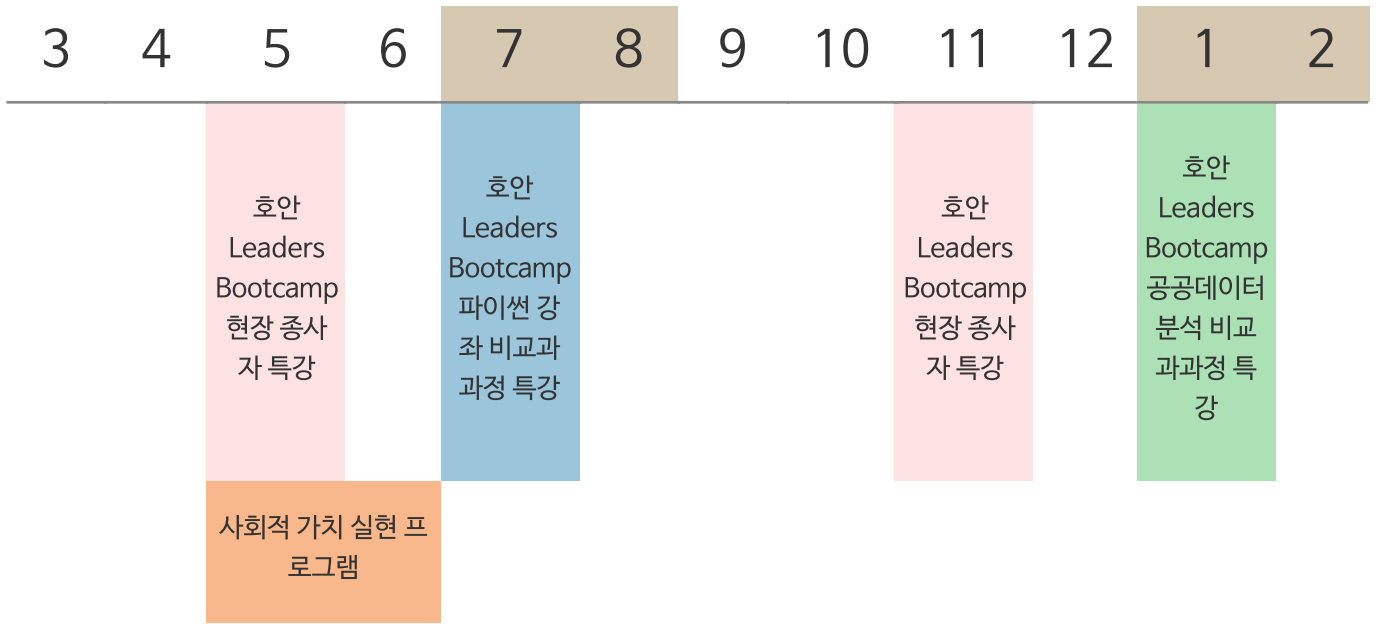 3 4 5 6 7 8 9 10 11 12 1 2
호안
Leaders
Bootcamp
현장 종사
자 특강
호안
Leaders
Bootcamp
파이썬 강
좌 비교과
과정 특강
호안
Leaders
Bootcamp
현장 종사
자 특강
호안
Leaders
Bootcamp
공공데이터
분석 비교
과과정 특
강
사회적 가치 실현 프
로그램